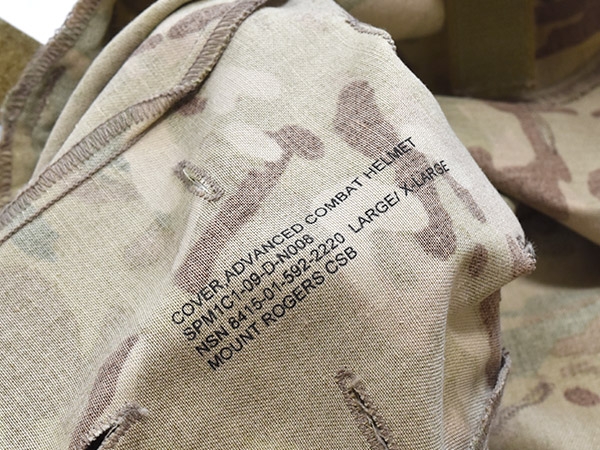 COVER,ADVANCED COMBAT HELMET
SPM1C1-09-D-N008
NSN 8415-01-592-2220 LARGE/ X-LARGE
MOUNT ROGERS CSB